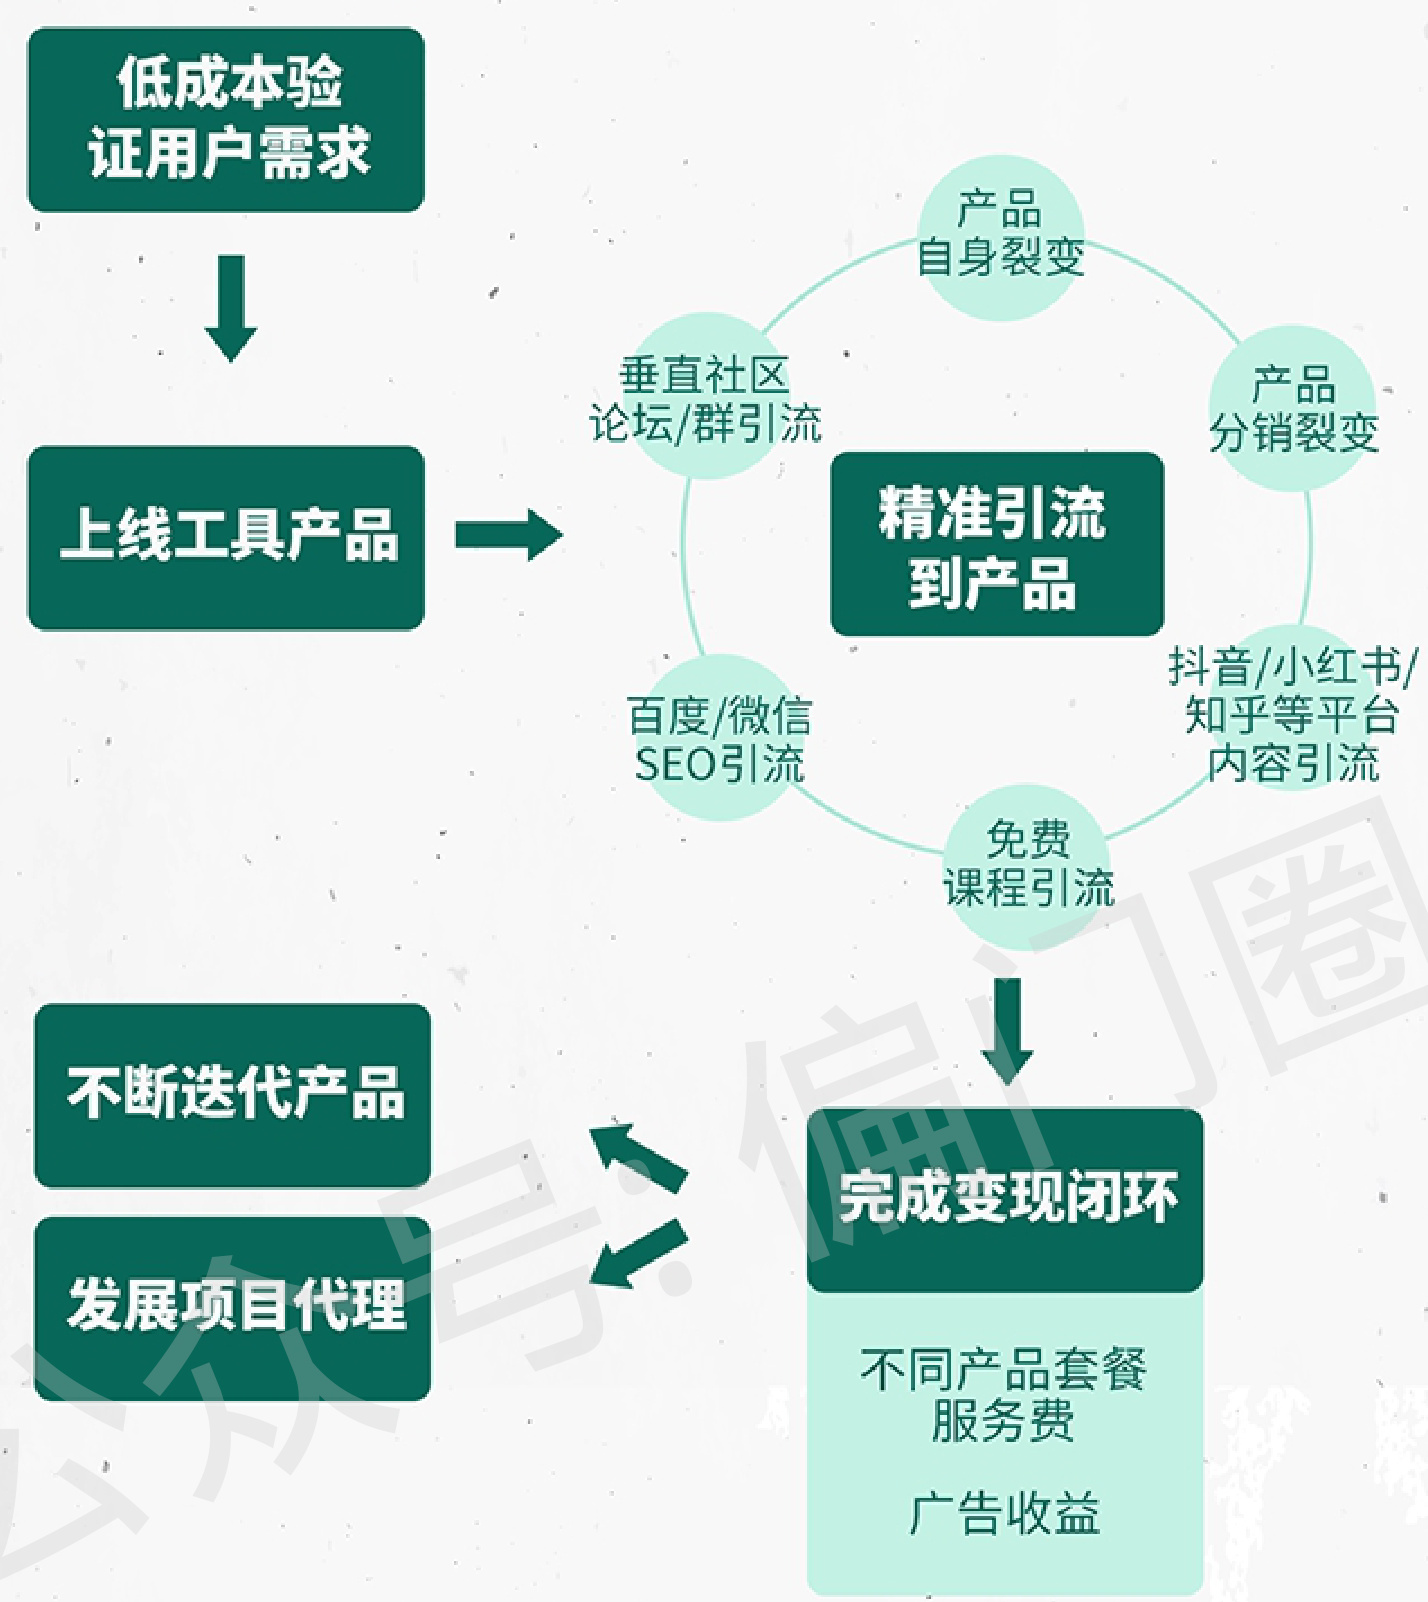 低成本验
证用户需求
上线工具产品
产品
自身裂变
产品
分销裂变
抖音/小红书/
知乎等平台
内容引流
免费
课程引流
百度/微信
SEO引流
垂直社区
论坛/群引流
精准引流
到产品
完成变现闭环
不同产品套餐
服务费
广告收益
不断迭代产品
发展项目代理
公众号:偏门圈